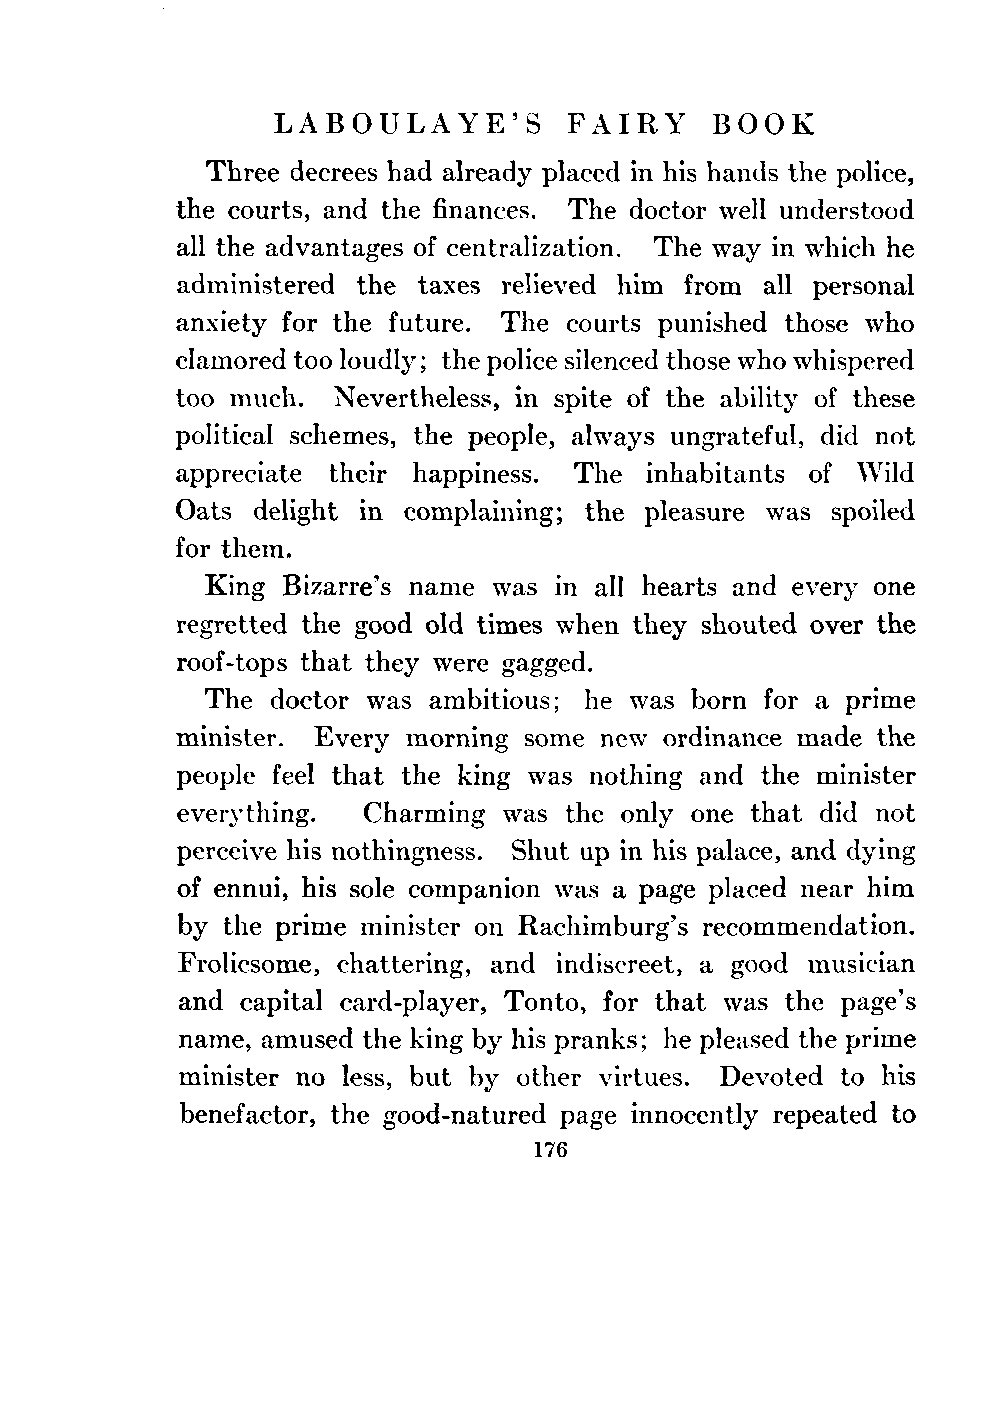 LABOULAYE'S FAIRY BOOK
Three decrees had already placed in his hands the police,
the courts, and the finances. The doctor well understood
all the advantages of centralization. The way in which he
administered the taxes relieved him from all personal
anxiety for the future. The courts punished those who
clamored too loudly; the police silenced those who whispered
too much. Nevertheless, in spite of the ability of these
political schemes, the people, always ungrateful, did not
appreciate their happiness. The inhabitants of Wild
Oats delight in complaining; the pleasure was spoiled
for them.
King Bizarre's name was in all hearts and every one
regretted the good old times when they shouted over the
roof-tops that they were gagged.
The doctor was ambitious; he was born for a prime
minister. Every morning some new ordinance made the
people feel that the king was nothing and the minister
everything. Charming was the only one that did not
perceive his nothingness. Shut up in his palace, and dying
of ennui, his sole companion was a page placed near him
by the prime minister on Rachimburg's recommendation.
Frolicsome, chattering, and indiscreet, a good musician
and capital card-player, Tonto, for that was the page's
name, amused the king by his pranks; he pleased the prime
minister no less, but by other virtues. Devoted to his
benefactor, the good-natured page innocently repeated to
176